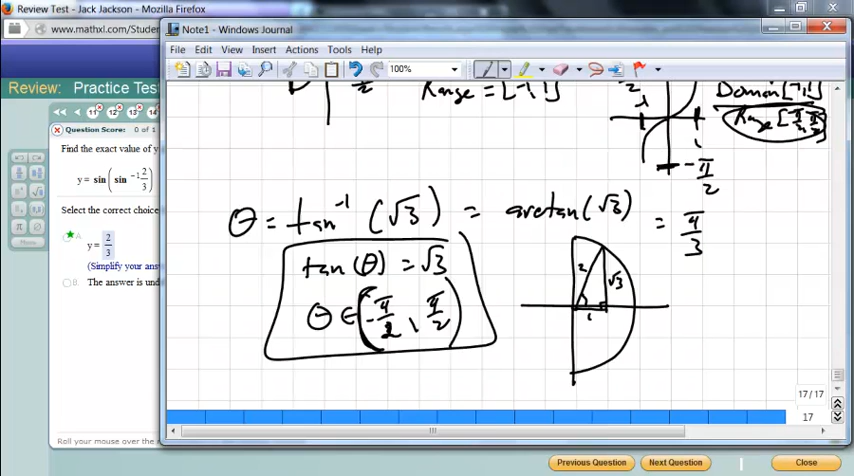 Review Test - Jack Jackson - Mozilla Firefox
www.mathxl.com/Studen
Review: Practice Tes
11 12 13
Question Score: 0 of 1
Find the exact value of y
y = sin(sin⁻¹ 2/3)
Select the correct choice
A.
y = 2/3
(Simplify your
B. The answer is un
Roll your mouse over the
Note1 - Windows Journal
File Edit View Insert Actions Tools Help
100%
Range = [-1,1]
Domain [-1,1]
Range [-π/2, π/2]
-π/2
θ = tan⁻¹(√3) = arctan(√3) = π/3
tan(θ) = √3
θ ∈ (-π/2, π/2)
2
√3
1
17/17
17
Previous Question Next Question Close